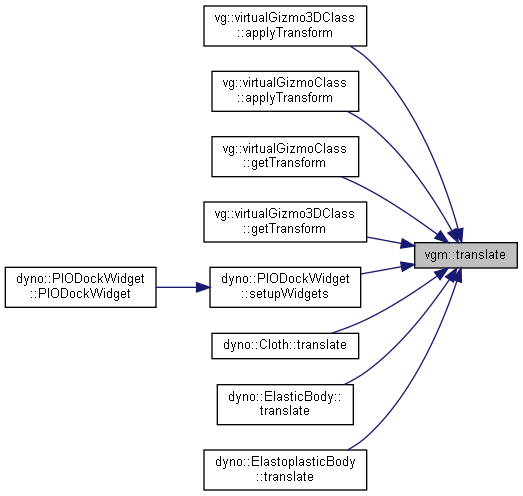 vg::virtualGizmo3DClass
::applyTransform
vg::virtualGizmoClass
::applyTransform
vg::virtualGizmoClass
::getTransform
vg::virtualGizmo3DClass
::getTransform
vgm::translate
dyno::PIODockWidget
::PIODockWidget
dyno::PIODockWidget
::setupWidgets
dyno::Cloth::translate
dyno::ElasticBody::
translate
dyno::ElastoplasticBody
::translate